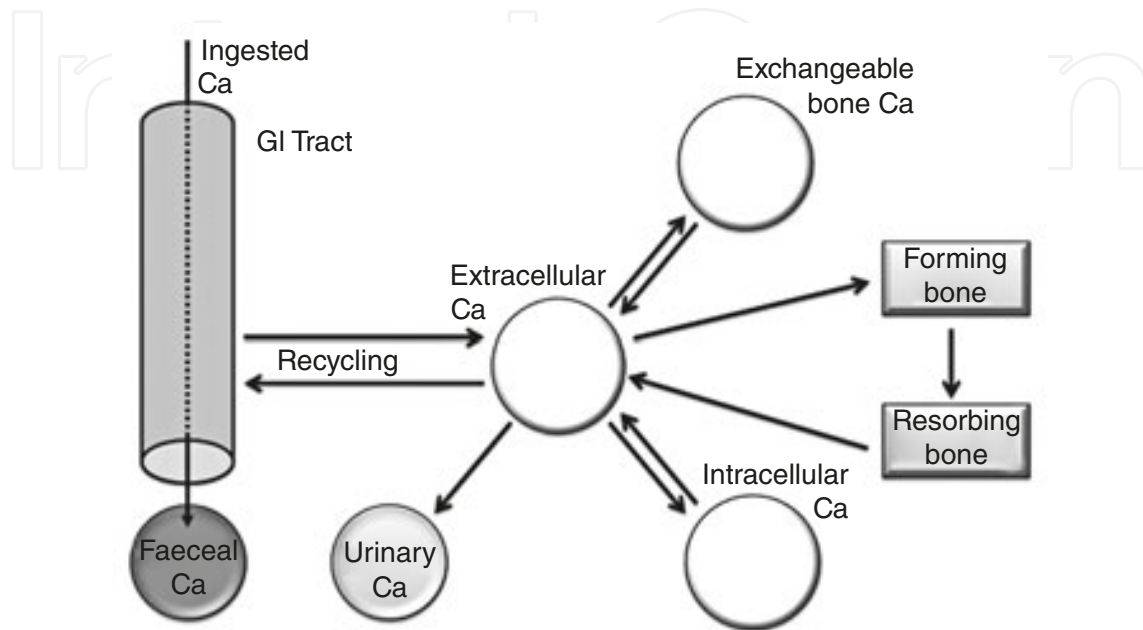 Ingested
Ca
GI Tract
Exchangeable
bone Ca
Extracellular
Ca
Forming
bone
Recycling
Resorbing
bone
Intracellular
Ca
Faeceal
Ca
Urinary
Ca